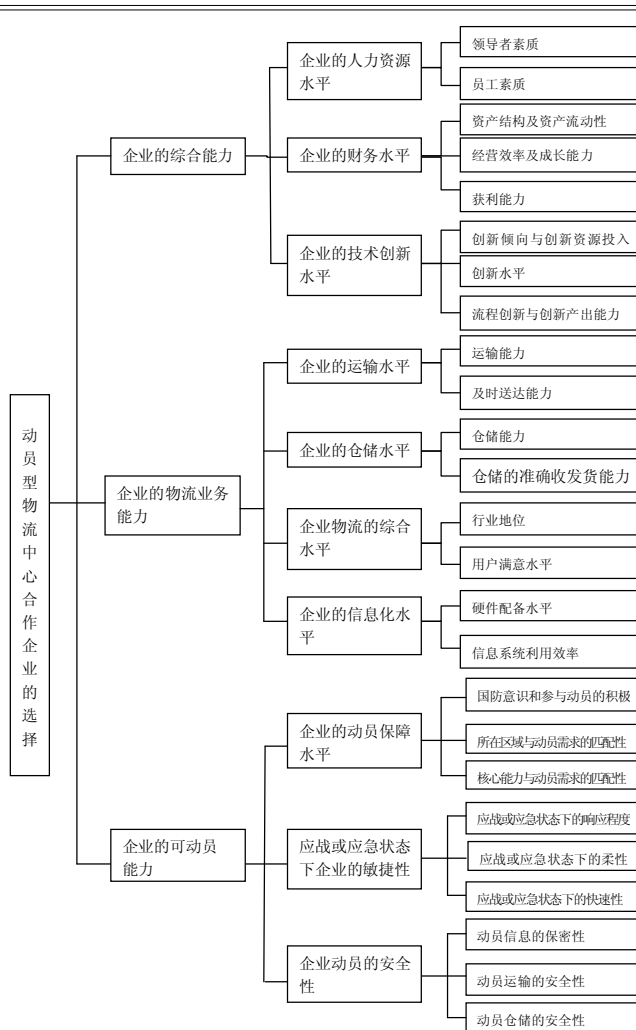 动
员
型
物
流
中
心
合
作
企
业
的
选
择
企业的综合能力
企业的人力资源
水平
领导者素质
员工素质
企业的财务水平
资产结构及资产流动性
经营效率及成长能力
获利能力
企业的技术创新
水平
创新倾向与创新资源投入
创新水平
流程创新与创新产出能力
企业的物流业务
能力
企业的运输水平
运输能力
及时送达能力
企业的仓储水平
仓储能力
仓储的准确收发货能力
企业物流的综合
水平
行业地位
用户满意水平
企业的信息化水
平
硬件配备水平
信息系统利用效率
企业的可动员
能力
企业的动员保障
水平
国防意识和参与动员的积极
所在区域与动员需求的匹配性
核心能力与动员需求的匹配性
应战或应急状态
下企业的敏捷性
应战或应急状态下的响应程度
应战或应急状态下的柔性
应战或应急状态下的快速性
企业动员的安全
性
动员信息的保密性
动员运输的安全性
动员仓储的安全性